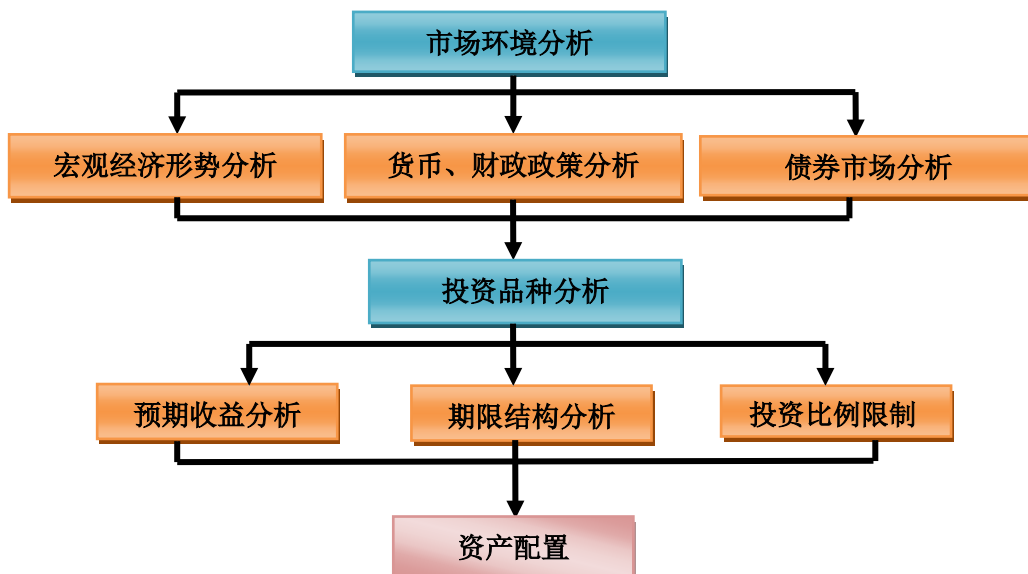 市场环境分析
宏观经济形势分析
货币、财政政策分析
债券市场分析
投资品种分析
预期收益分析
期限结构分析
投资比例限制
资产配置